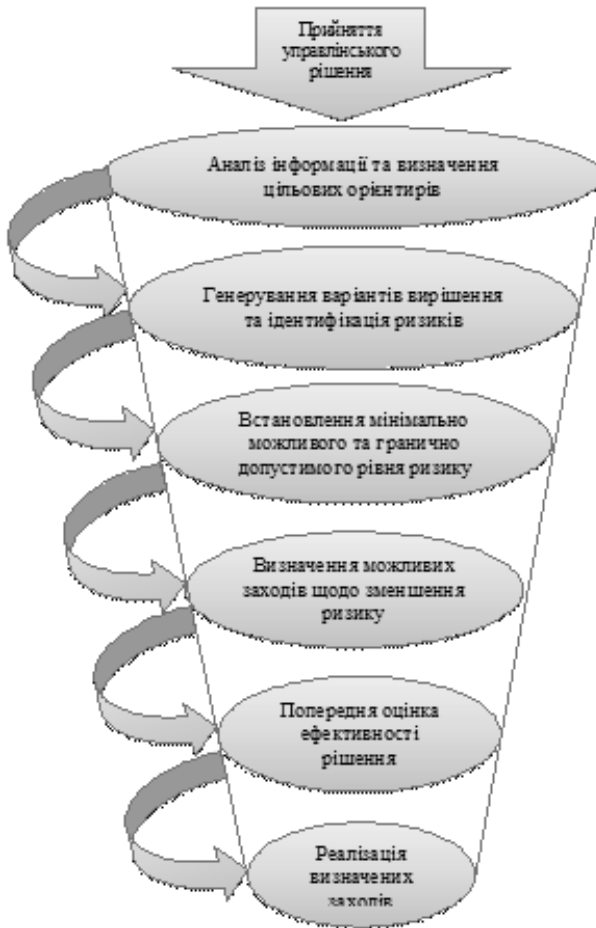 Прийняття
управлінського
рішення
Аналіз інформації та визначення
цільових орієнтирів
Генерування варіантів вирішення
та ідентифікація ризиків
Встановлення мінімально
можливого та гранично
допустимого рівня ризику
Визначення можливих
заходів щодо зменшення
ризику
Попередня оцінка
ефективності
рішення
Реалізація
визначених
заходів